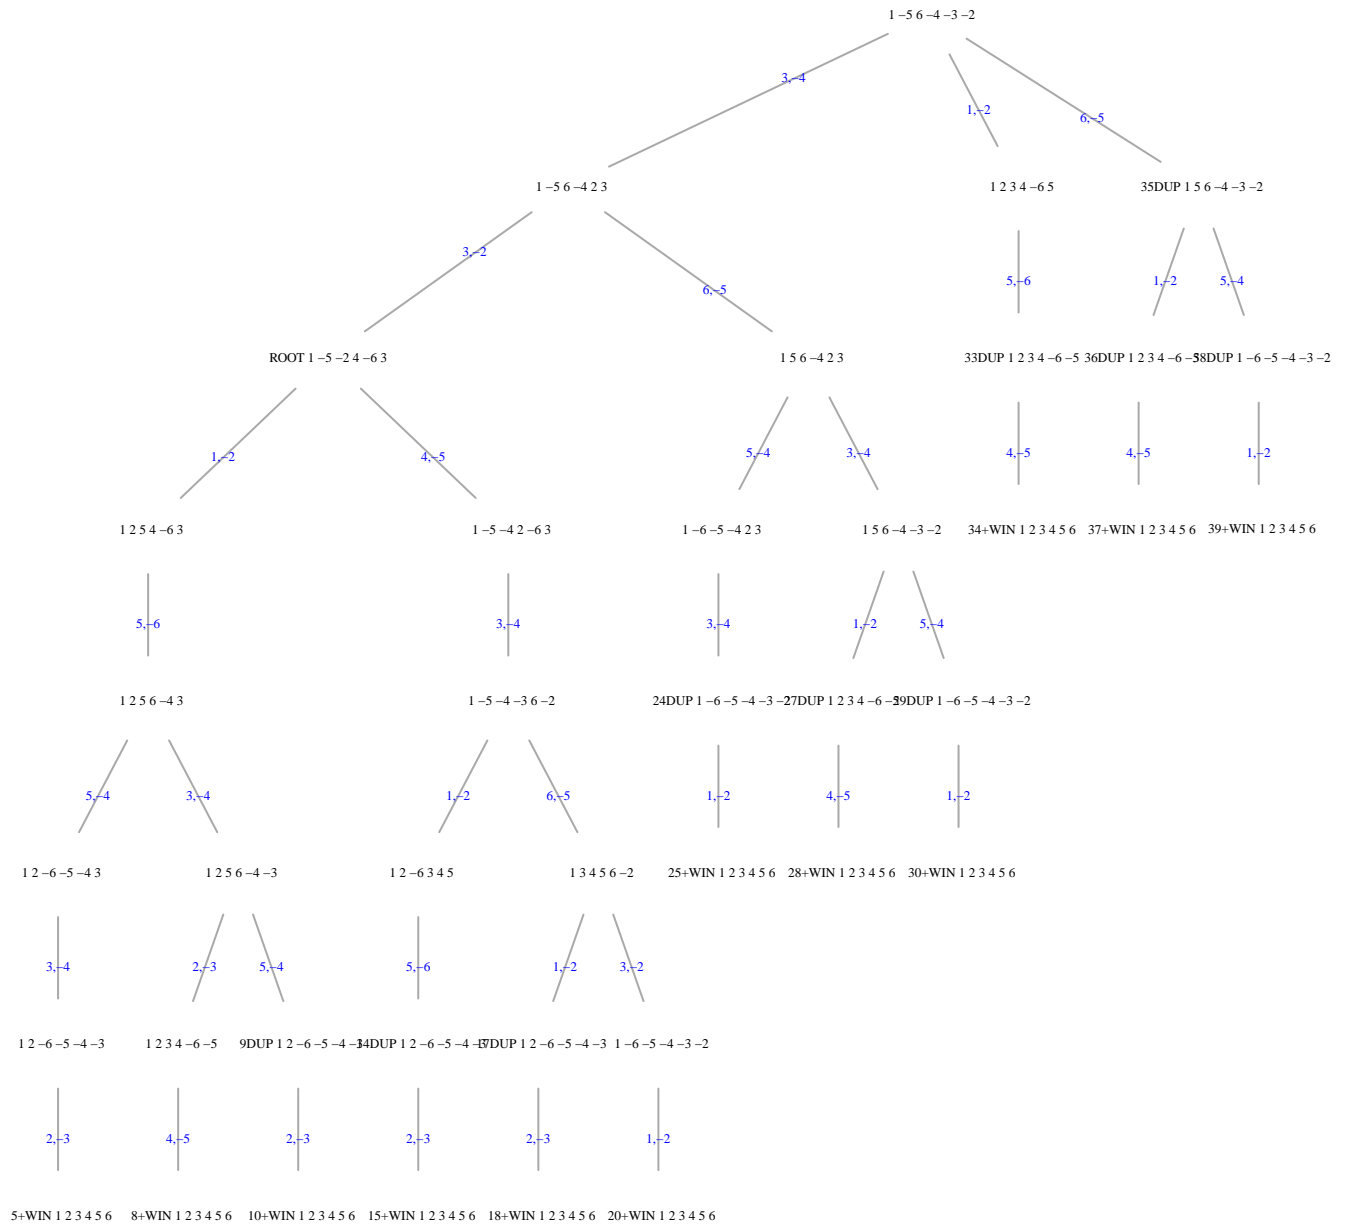 1 –5 6 –4 –3 –2
3,–4
1,–2
6,–5
1 –5 6 –4 2 3
1 2 3 4 –6 5
35DUP 1 5 6 –4 –3 –2
3,–2
6,–5
5,–6
1,–2
5,–4
ROOT 1 –5 –2 4 –6 3
1 5 6 –4 2 3
33DUP 1 2 3 4 –6 –5
36DUP 1 2 3 4 –6 –5
38DUP 1 –6 –5 –4 –3 –2
1,–2
4,–5
5,–4
3,–4
4,–5
4,–5
1,–2
1 2 5 4 –6 3
1 –5 –4 2 –6 3
1 –6 –5 –4 2 3
1 5 6 –4 –3 –2
34+WIN 1 2 3 4 5 6
37+WIN 1 2 3 4 5 6
39+WIN 1 2 3 4 5 6
5,–6
3,–4
3,–4
1,–2
5,–4
1 2 5 6 –4 3
1 –5 –4 –3 6 –2
24DUP 1 –6 –5 –4 –3 –2
27DUP 1 2 3 4 –6 –5
29DUP 1 –6 –5 –4 –3 –2
5,–4
3,–4
1,–2
6,–5
1,–2
4,–5
1,–2
1 2 –6 –5 –4 3
1 2 5 6 –4 –3
1 2 –6 3 4 5
1 3 4 5 6 –2
25+WIN 1 2 3 4 5 6
28+WIN 1 2 3 4 5 6
30+WIN 1 2 3 4 5 6
3,–4
2,–3
5,–4
5,–6
1,–2
3,–2
1 2 –6 –5 –4 –3
1 2 3 4 –6 –5
9DUP 1 2 –6 –5 –4 –3
14DUP 1 2 –6 –5 –4 –3
17DUP 1 2 –6 –5 –4 –3
1 –6 –5 –4 –3 –2
2,–3
4,–5
2,–3
2,–3
2,–3
1,–2
5+WIN 1 2 3 4 5 6
8+WIN 1 2 3 4 5 6
10+WIN 1 2 3 4 5 6
15+WIN 1 2 3 4 5 6
18+WIN 1 2 3 4 5 6
20+WIN 1 2 3 4 5 6